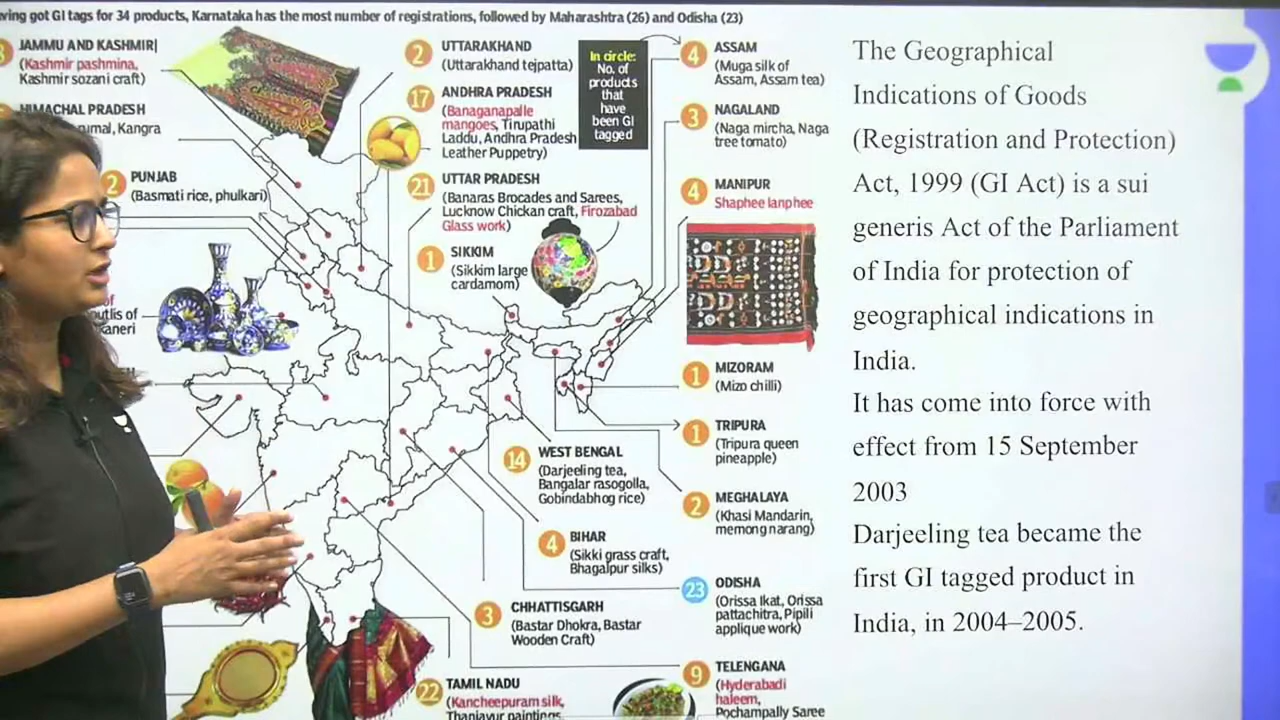 ving got GI tags for 34 products, Karnataka has the most number of registrations, followed by Maharashtra (26) and Odisha (23)
JAMMU AND KASHMIR
(Kashmir pashmina,
Kashmir sozani craft)
HIMACHAL PRADESH
Kangra
2
PUNJAB
(Basmati rice, phulkari)
of
2
UTTARAKHAND
(Uttarakhand tejpatta)
17
ANDHRA PRADESH
(Banaganapalle
mangoes, Tirupathi
Laddu, Andhra Pradesh
Leather Puppetry)
21
UTTAR PRADESH
(Banaras Brocades and Sarees,
Lucknow Chickan craft, Firozabad
Glass work)
1
SIKKIM
(Sikkim large
cardamom)
In circle:
No. of
products
that
have
been GI
tagged
4
ASSAM
(Muga silk of
Assam, Assam tea)
3
NAGALAND
(Naga mircha, Naga
tree tomato)
4
MANIPUR
Shaphee lanphee
1
MIZORAM
(Mizo chilli)
1
TRIPURA
(Tripura queen
pineapple)
2
MEGHALAYA
(Khasi Mandarin,
memong narang)
14
WEST BENGAL
(Darjeeling tea,
Bangalar rasogolla,
Gobindabhog rice)
4
BIHAR
(Sikki grass craft,
Bhagalpur silks)
23
ODISHA
(Orissa Ikat, Orissa
pattachitra, Pipili
applique work)
3
CHHATTISGARH
(Bastar Dhokra, Bastar
Wooden Craft)
9
TELENGANA
(Hyderabadi
haleem,
Pochampally Saree
22
TAMIL NADU
(Kancheepuram silk,
Thanjavur paintings,
The Geographical
Indications of Goods
(Registration and Protection)
Act, 1999 (GI Act) is a sui
generis Act of the Parliament
of India for protection of
geographical indications in
India.
It has come into force with
effect from 15 September
2003
Darjeeling tea became the
first GI tagged product in
India, in 2004–2005.